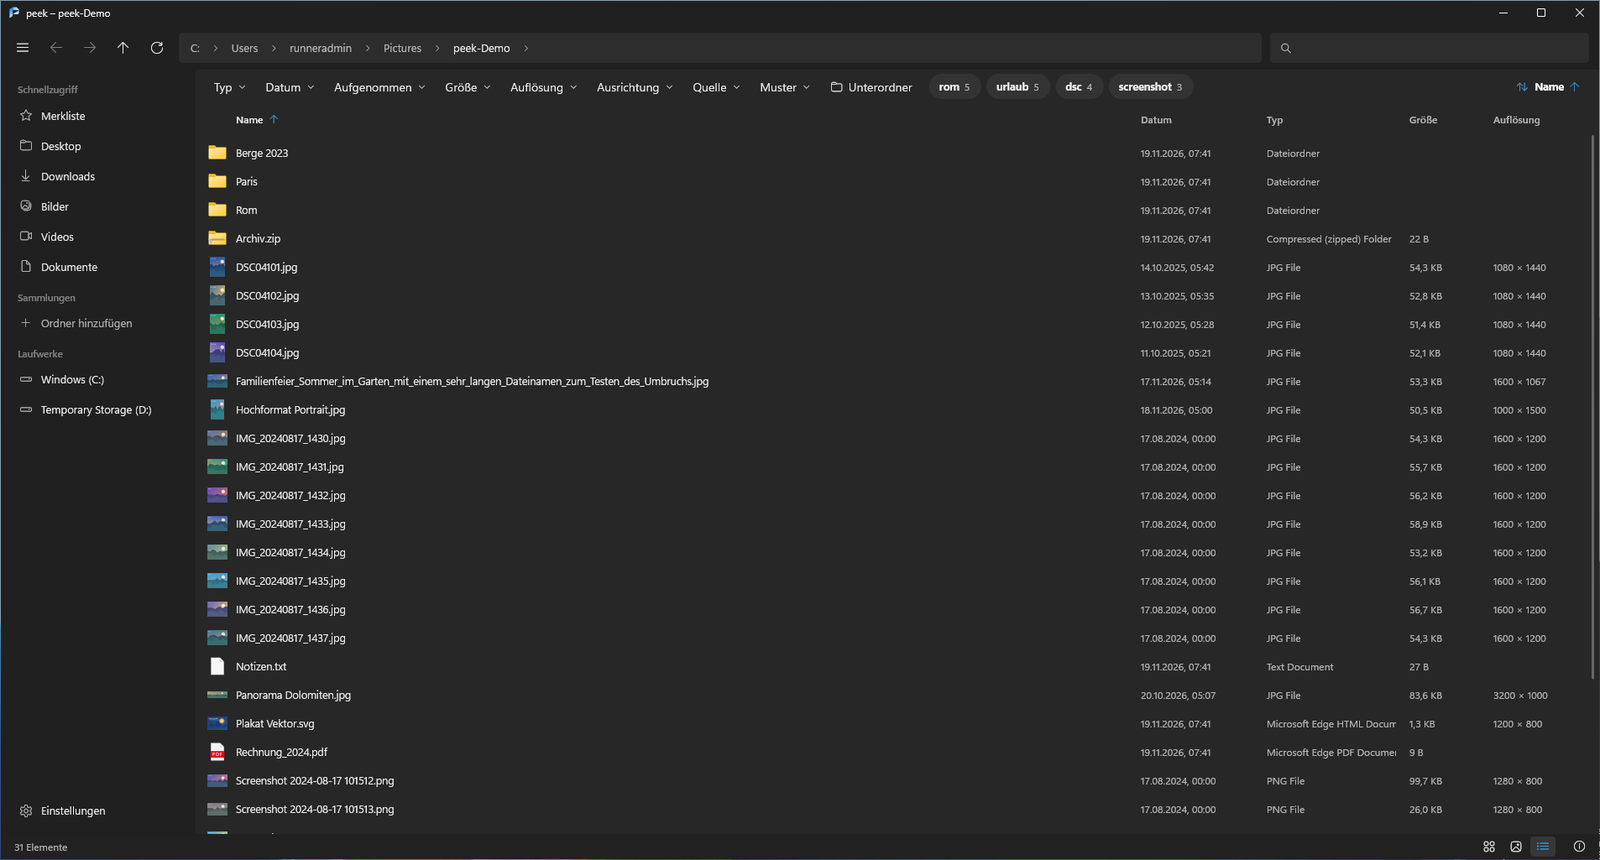 peek – peek-Demo
C: Users runneradmin Pictures peek-Demo
Schnellzugriff
Merkliste
Desktop
Downloads
Bilder
Videos
Dokumente
Sammlungen
Ordner hinzufügen
Laufwerke
Windows (C:)
Temporary Storage (D:)
Einstellungen
Typ Datum Aufgenommen Größe Auflösung Ausrichtung Quelle Muster Unterordner rom 5 urlaub 5 dsc 4 screenshot 3 Name
Name Datum Typ Größe Auflösung
Berge 2023 19.11.2026, 07:41 Dateiordner
Paris 19.11.2026, 07:41 Dateiordner
Rom 19.11.2026, 07:41 Dateiordner
Archiv.zip 19.11.2026, 07:41 Compressed (zipped) Folder 22 B
DSC04101.jpg 14.10.2025, 05:42 JPG File 54,3 KB 1080 × 1440
DSC04102.jpg 13.10.2025, 05:35 JPG File 52,8 KB 1080 × 1440
DSC04103.jpg 12.10.2025, 05:28 JPG File 51,4 KB 1080 × 1440
DSC04104.jpg 11.10.2025, 05:21 JPG File 52,1 KB 1080 × 1440
Familienfeier_Sommer_im_Garten_mit_einem_sehr_langen_Dateinamen_zum_Testen_des_Umbruchs.jpg 17.11.2026, 05:14 JPG File 53,3 KB 1600 × 1067
Hochformat Portrait.jpg 18.11.2026, 05:00 JPG File 50,5 KB 1000 × 1500
IMG_20240817_1430.jpg 17.08.2024, 00:00 JPG File 54,3 KB 1600 × 1200
IMG_20240817_1431.jpg 17.08.2024, 00:00 JPG File 55,7 KB 1600 × 1200
IMG_20240817_1432.jpg 17.08.2024, 00:00 JPG File 56,2 KB 1600 × 1200
IMG_20240817_1433.jpg 17.08.2024, 00:00 JPG File 58,9 KB 1600 × 1200
IMG_20240817_1434.jpg 17.08.2024, 00:00 JPG File 53,2 KB 1600 × 1200
IMG_20240817_1435.jpg 17.08.2024, 00:00 JPG File 56,1 KB 1600 × 1200
IMG_20240817_1436.jpg 17.08.2024, 00:00 JPG File 56,7 KB 1600 × 1200
IMG_20240817_1437.jpg 17.08.2024, 00:00 JPG File 54,3 KB 1600 × 1200
Notizen.txt 19.11.2026, 07:41 Text Document 27 B
Panorama Dolomiten.jpg 20.10.2026, 05:07 JPG File 83,6 KB 3200 × 1000
Plakat Vektor.svg 19.11.2026, 07:41 Microsoft Edge HTML Docum 1,3 KB 1200 × 800
Rechnung_2024.pdf 19.11.2026, 07:41 Microsoft Edge PDF Documen 9 B
Screenshot 2024-08-17 101512.png 17.08.2024, 00:00 PNG File 99,7 KB 1280 × 800
Screenshot 2024-08-17 101513.png 17.08.2024, 00:00 PNG File 26,0 KB 1280 × 800
31 Elemente